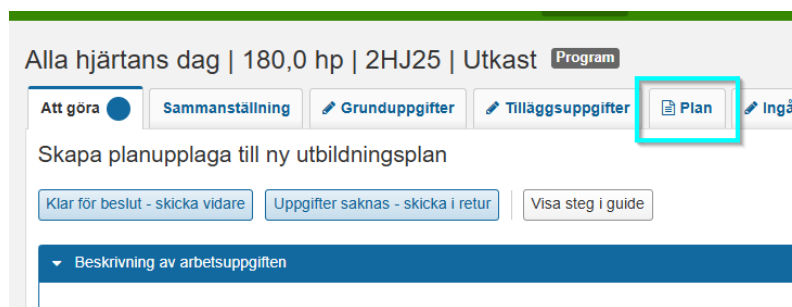 Alla hjärtans dag | 180,0 hp | 2HJ25 | Utkast Program
Att göra Sammanställning Grunduppgifter Tilläggsuppgifter Plan Ingå
Skapa planupplaga till ny utbildningsplan
Klar för beslut - skicka vidare Uppgifter saknas - skicka i retur Visa steg i guide
Beskrivning av arbetsuppgiften